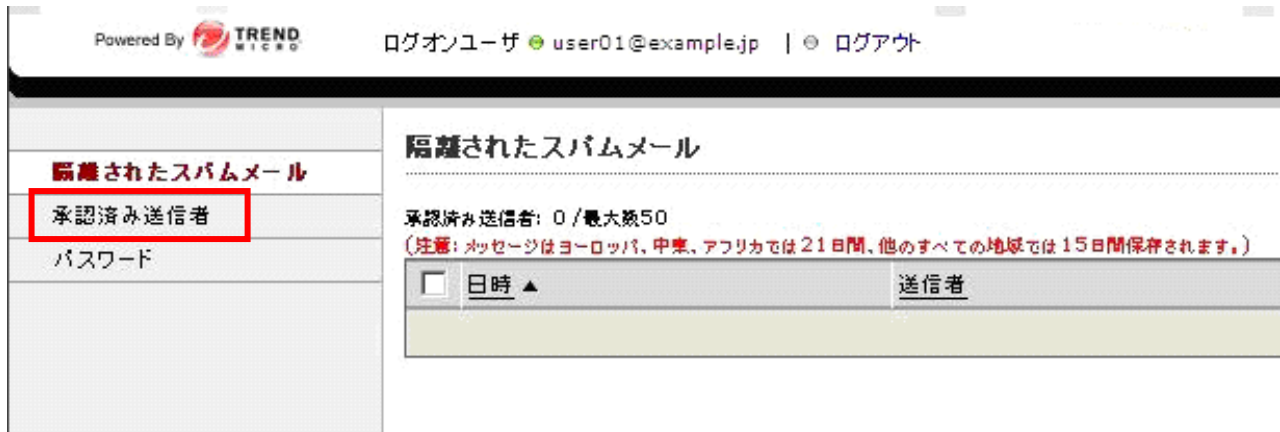 Powered By TREND MICRO ログオンユーザ user01@example.jp | ログアウト
隔離されたスパムメール
承認済み送信者
パスワード
隔離されたスパムメール
承認済み送信者: 0 /最大数50
(注意: メッセージはヨーロッパ、中東、アフリカでは21日間、他のすべての地域では15日間保存されます。)
日時 ▲ 送信者